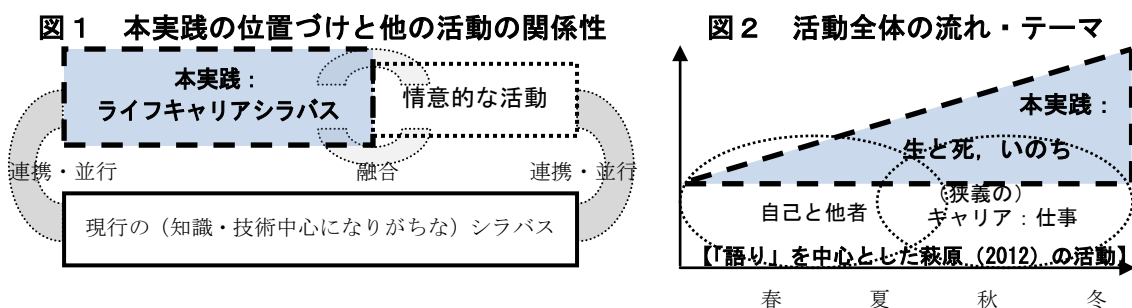 図１　本実践の位置づけと他の活動の関係性
本実践：
ライフキャリアシラバス
情意的な活動
連携・並行
融合
連携・並行
現行の（知識・技術中心になりがちな）シラバス
図２　活動全体の流れ・テーマ
本実践：
生と死，いのち
自己と他者
（狭義の）
キャリア：仕事
【「語り」を中心とした萩原（2012）の活動】
春
夏
秋
冬